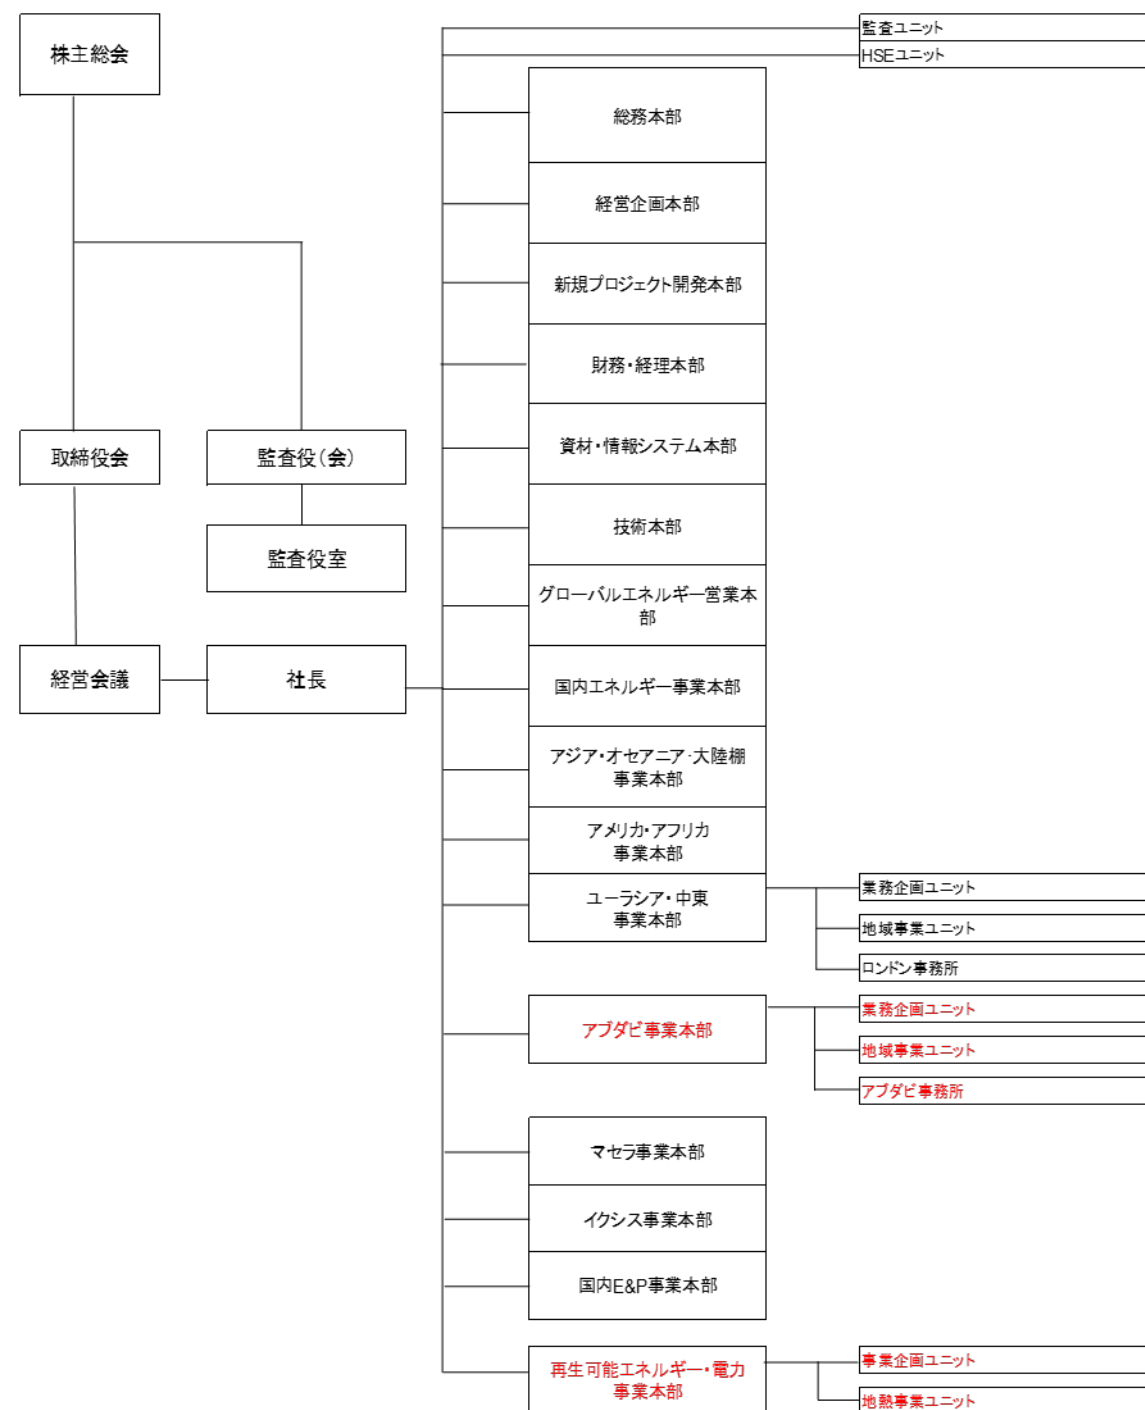 株主総会
監査ユニット
HSEユニット
総務本部
経営企画本部
新規プロジェクト開発本部
財務・経理本部
取締役会
監査役(会)
資材・情報システム本部
監査役室
技術本部
グローバルエネルギー営業本
部
経営会議
社長
国内エネルギー事業本部
アジア・オセアニア・大陸棚
事業本部
アメリカ・アフリカ
事業本部
ユーラシア・中東
事業本部
業務企画ユニット
地域事業ユニット
ロンドン事務所
アブダビ事業本部
業務企画ユニット
地域事業ユニット
アブダビ事務所
マセラ事業本部
イクシス事業本部
国内E&P事業本部
再生可能エネルギー・電力
事業本部
事業企画ユニット
地熱事業ユニット